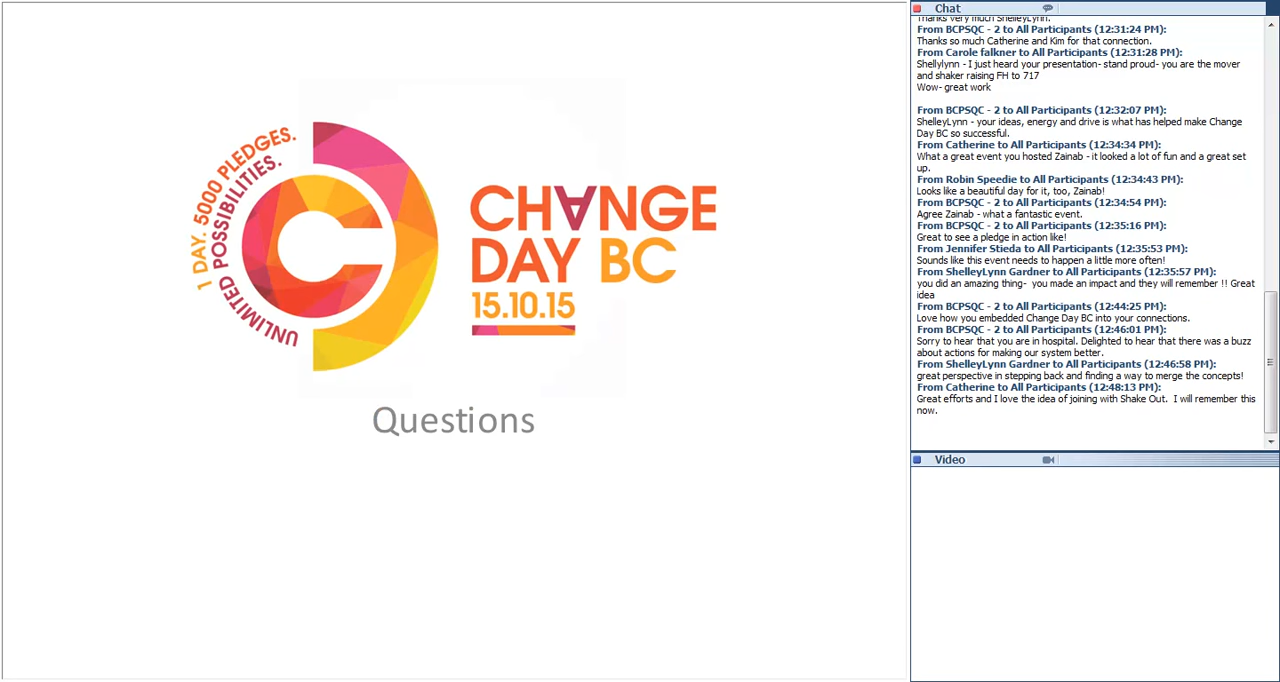 1 DAY. 5000 PLEDGES.
UNLIMITED POSSIBILITIES.
CHANGE
DAY BC
15.10.15
Questions
Chat
Thanks very much ShelleyLynn.
From BCPSQC - 2 to All Participants (12:31:24 PM):
Thanks so much Catherine and Kim for that connection.
From Carole falkner to All Participants (12:31:28 PM):
Shellylynn - I just heard your presentation- stand proud- you are the mover
and shaker raising FH to 717
Wow- great work
From BCPSQC - 2 to All Participants (12:32:07 PM):
ShelleyLynn - your ideas, energy and drive is what has helped make Change
Day BC so successful.
From Catherine to All Participants (12:34:34 PM):
What a great event you hosted Zainab - it looked a lot of fun and a great set
up.
From Robin Speedie to All Participants (12:34:43 PM):
Looks like a beautiful day for it, too, Zainab!
From BCPSQC - 2 to All Participants (12:34:54 PM):
Agree Zainab - what a fantastic event.
From BCPSQC - 2 to All Participants (12:35:16 PM):
Great to see a pledge in action like!
From Jennifer Stieda to All Participants (12:35:53 PM):
Sounds like this event needs to happen a little more often!
From ShelleyLynn Gardner to All Participants (12:35:57 PM):
you did an amazing thing- you made an impact and they will remember !! Great
idea
From BCPSQC - 2 to All Participants (12:44:25 PM):
Love how you embedded Change Day BC into your connections.
From BCPSQC - 2 to All Participants (12:46:01 PM):
Sorry to hear that you are in hospital. Delighted to hear that there was a buzz
about actions for making our system better.
From ShelleyLynn Gardner to All Participants (12:46:58 PM):
great perspective in stepping back and finding a way to merge the concepts!
From Catherine to All Participants (12:48:13 PM):
Great efforts and I love the idea of joining with Shake Out. I will remember this
now.
Video